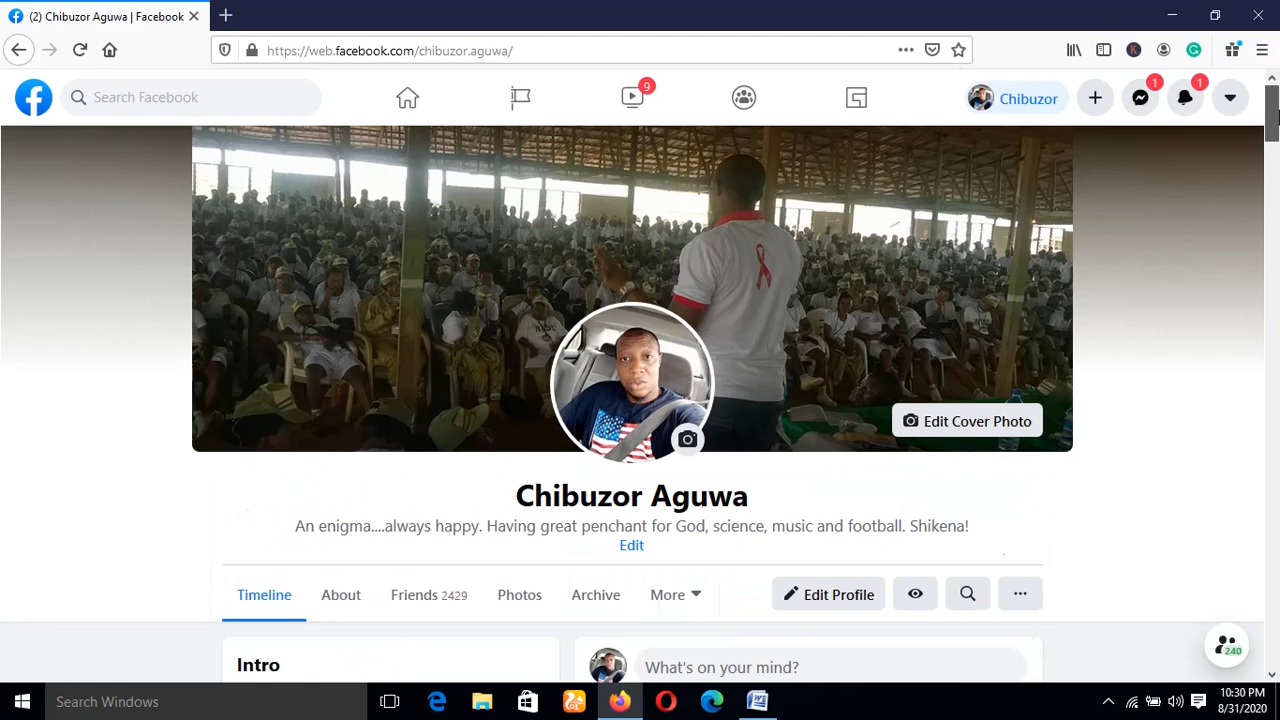 (2) Chibuzor Aguwa | Facebook
https://web.facebook.com/chibuzor.aguwa/
Search Facebook
9
Chibuzor
1
1
Edit Cover Photo
Chibuzor Aguwa
An enigma....always happy. Having great penchant for God, science, music and football. Shikena!
Edit
Timeline
About
Friends 2429
Photos
Archive
More
Edit Profile
Intro
What's on your mind?
240
Search Windows
10:30 PM
8/31/2020